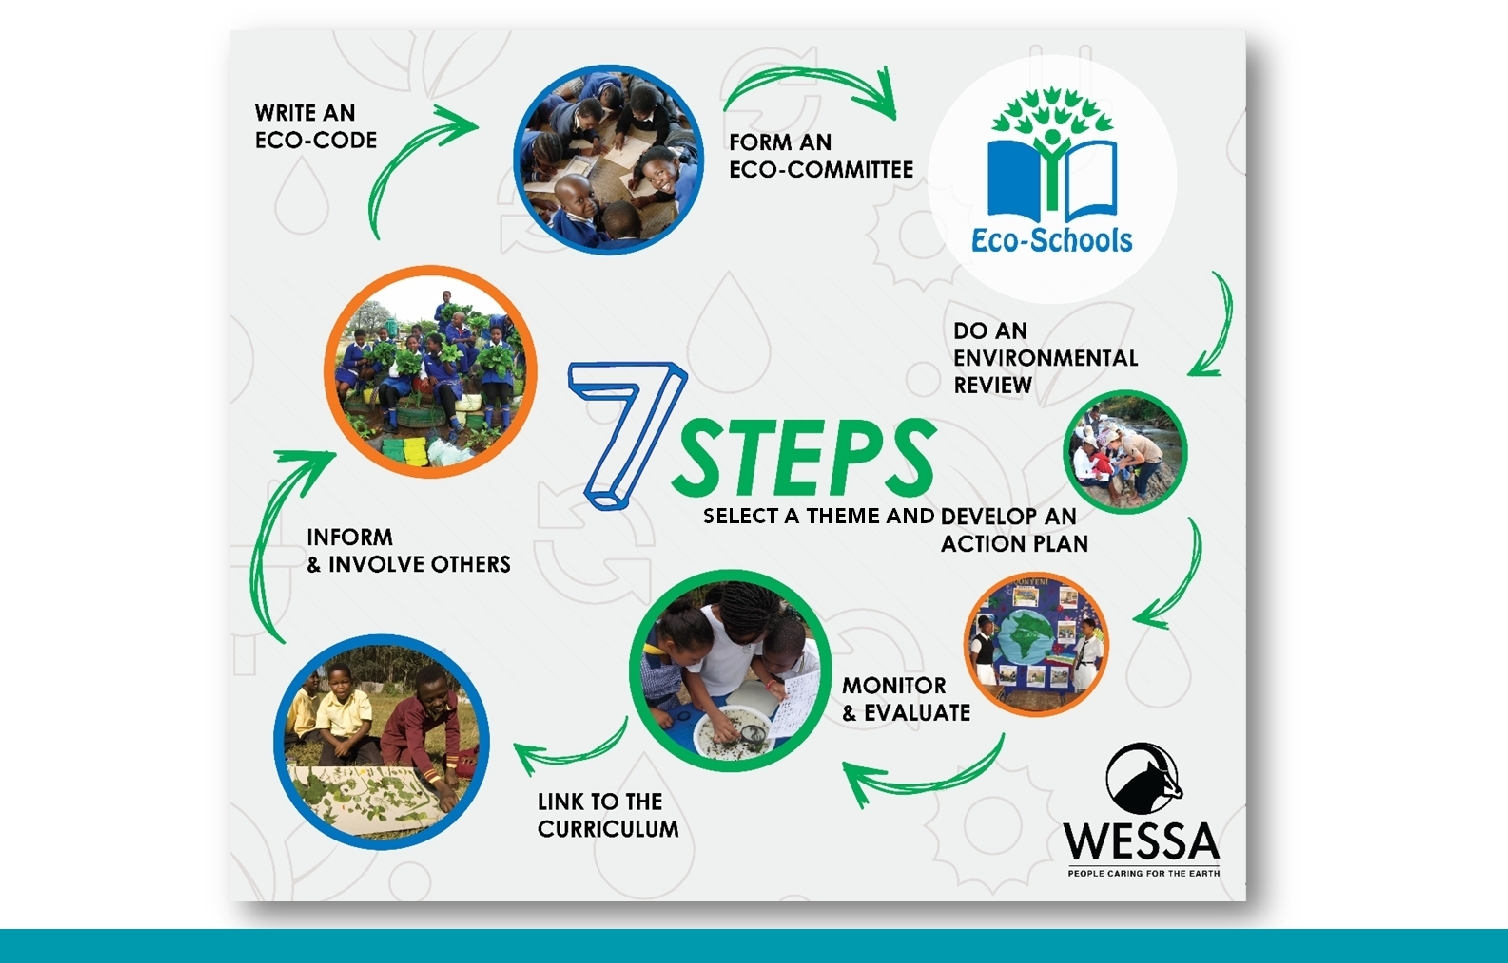 WRITE AN
ECO-CODE
FORM AN
ECO-COMMITTEE
Eco-Schools
DO AN
ENVIRONMENTAL
REVIEW
7 STEPS
SELECT A THEME AND DEVELOP AN
ACTION PLAN
INFORM
& INVOLVE OTHERS
MONITOR
& EVALUATE
LINK TO THE
CURRICULUM
WESSA
PEOPLE CARING FOR THE EARTH